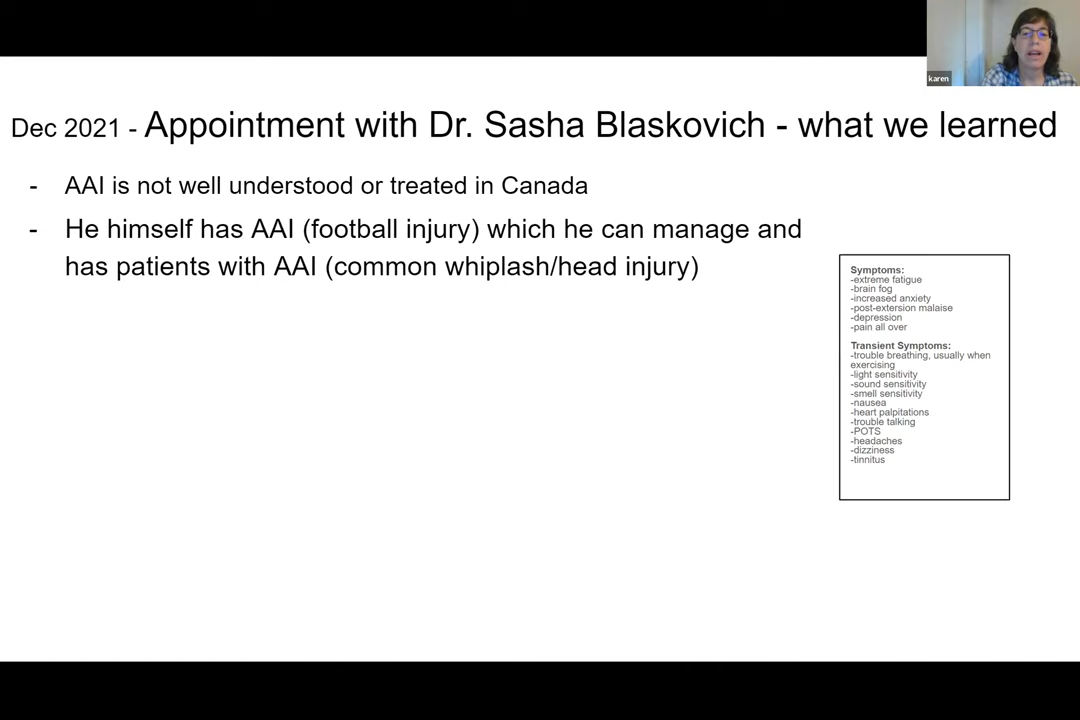 karen
Dec 2021 - Appointment with Dr. Sasha Blaskovich - what we learned
- AAI is not well understood or treated in Canada
- He himself has AAI (football injury) which he can manage and
has patients with AAI (common whiplash/head injury)
Symptoms:
-extreme fatigue
-brain fog
-increased anxiety
-post-extersion malaise
-depression
-pain all over
Transient Symptoms:
-trouble breathing, usually when
exercising
-light sensitivity
-sound sensitivity
-smell sensitivity
-nausea
-heart palpitations
-trouble talking
-POTS
-headaches
-dizziness
-tinnitus